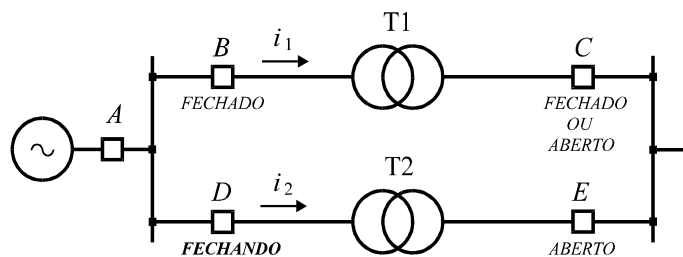 T1
B
i1
C
FECHADO
FECHADO
OU
ABERTO
A
~
T2
D
i2
E
FECHANDO
ABERTO